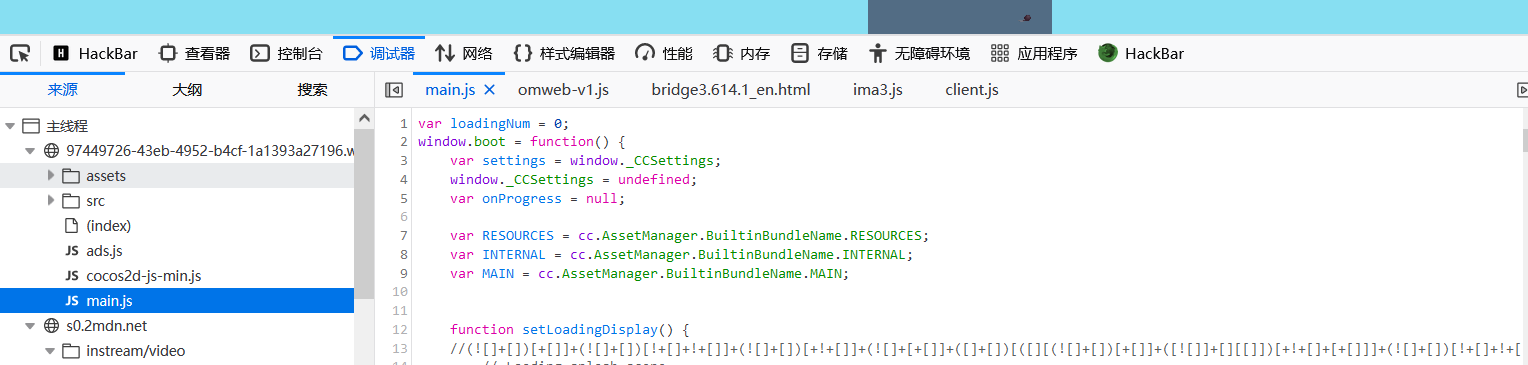 HackBar 查看器 控制台 调试器 网络 样式编辑器 性能 内存 存储 无障碍环境 应用程序 HackBar
来源 大纲 搜索
主线程
97449726-43eb-4952-b4cf-1a1393a27196.w
assets
src
(index)
JS ads.js
JS cocos2d-js-min.js
JS main.js
s0.2mdn.net
instream/video
main.js omweb-v1.js bridge3.614.1_en.html ima3.js client.js
1 var loadingNum = 0;
2 window.boot = function() {
3 var settings = window._CCSettings;
4 window._CCSettings = undefined;
5 var onProgress = null;
6
7 var RESOURCES = cc.AssetManager.BuiltinBundleName.RESOURCES;
8 var INTERNAL = cc.AssetManager.BuiltinBundleName.INTERNAL;
9 var MAIN = cc.AssetManager.BuiltinBundleName.MAIN;
10
11
12 function setLoadingDisplay() {
13 //(![]+[])[+[]]+(![]+[])[!+[]+!+[]]+(![]+[])[+!+[]]+(![]+[+[]]+([]+[])[([][(![]+[])[+[]]+([![]]+[][[]])[+!+[]+[+[]]]+(![]+[])[!+[]+!+[